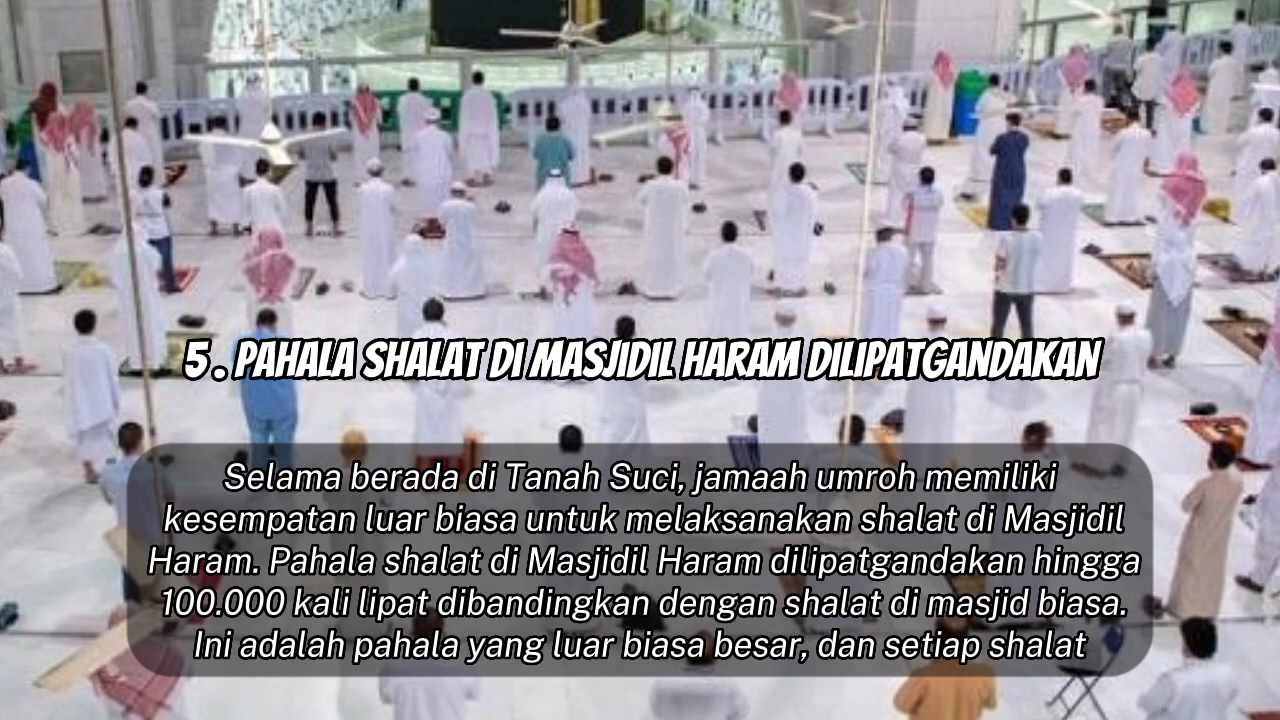 5. PAHALA SHALAT DI MASJIDIL HARAM DILIPATGANDAKAN
Selama berada di Tanah Suci, jamaah umroh memiliki
kesempatan luar biasa untuk melaksanakan shalat di Masjidil
Haram. Pahala shalat di Masjidil Haram dilipatgandakan hingga
100.000 kali lipat dibandingkan dengan shalat di masjid biasa.
Ini adalah pahala yang luar biasa besar, dan setiap shalat